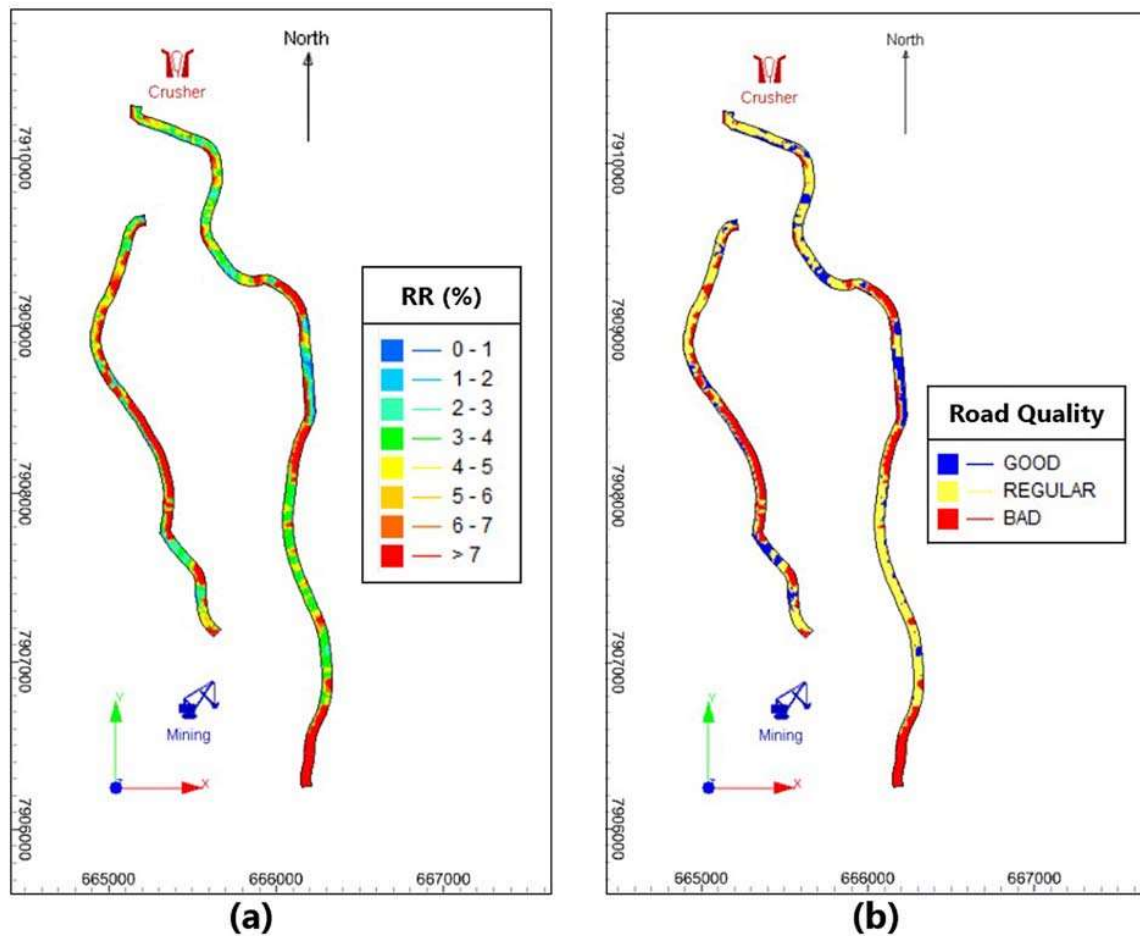 North
Crusher
7910000
7909000
7908000
7907000
7906000
RR (%)
0 - 1
1 - 2
2 - 3
3 - 4
4 - 5
5 - 6
6 - 7
> 7
Mining
Y
X
665000 666000 667000
(a)
North
Crusher
7910000
7909000
7908000
7907000
7906000
Road Quality
GOOD
REGULAR
BAD
Mining
Y
X
665000 666000 667000
(b)